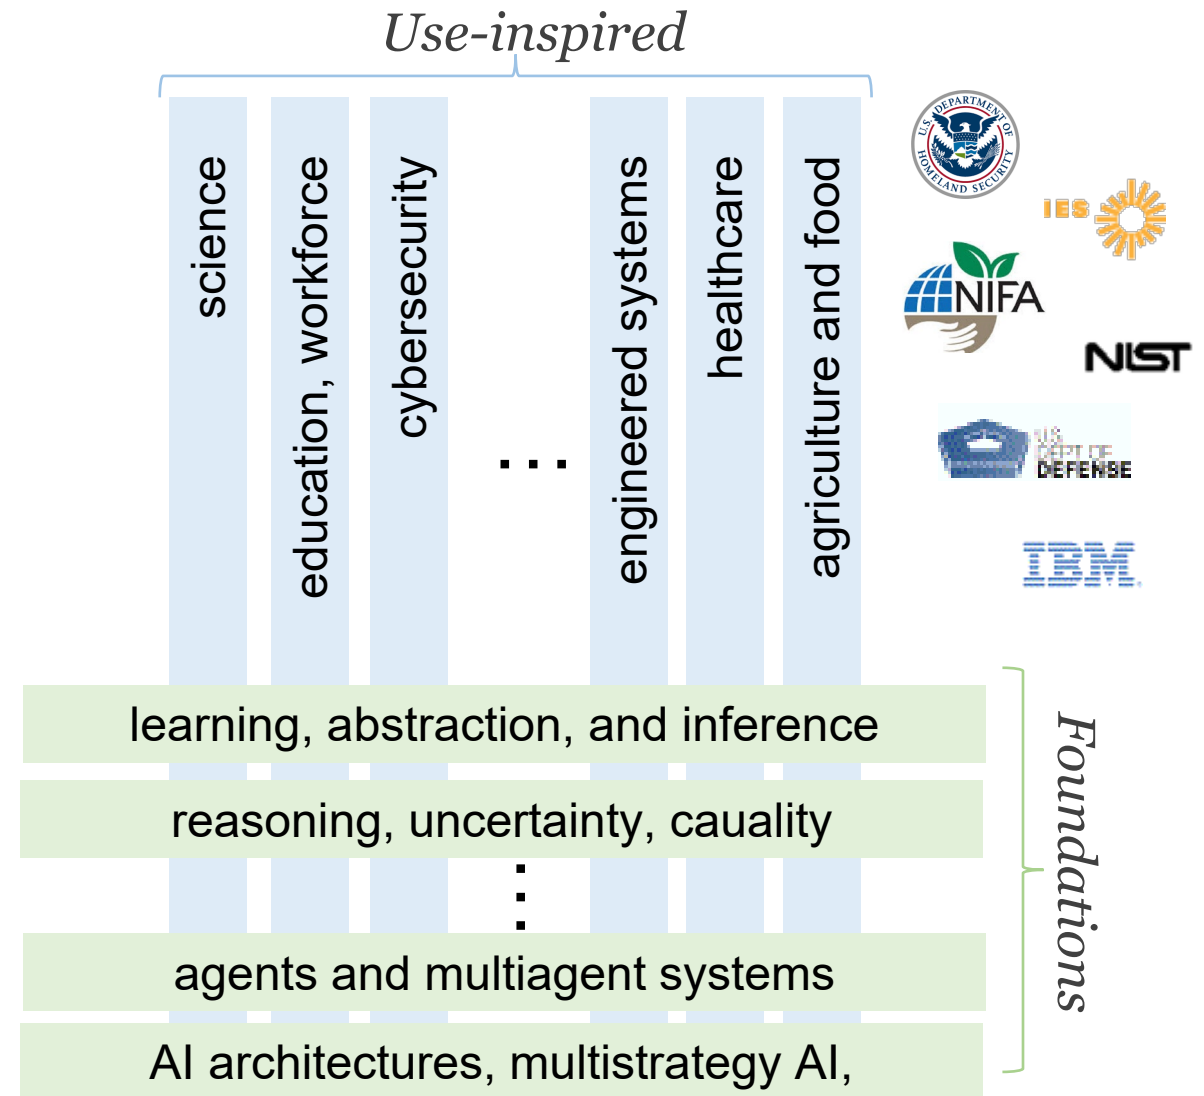 Use-inspired
science
education, workforce
cybersecurity
...
engineered systems
healthcare
agriculture and food
U.S. DEPARTMENT OF
HOMELAND SECURITY
IES
NIFA
NIST
U.S.
DEPT OF
DEFENSE
IBM
learning, abstraction, and inference
reasoning, uncertainty, cauality
agents and multiagent systems
AI architectures, multistrategy AI,
Foundations